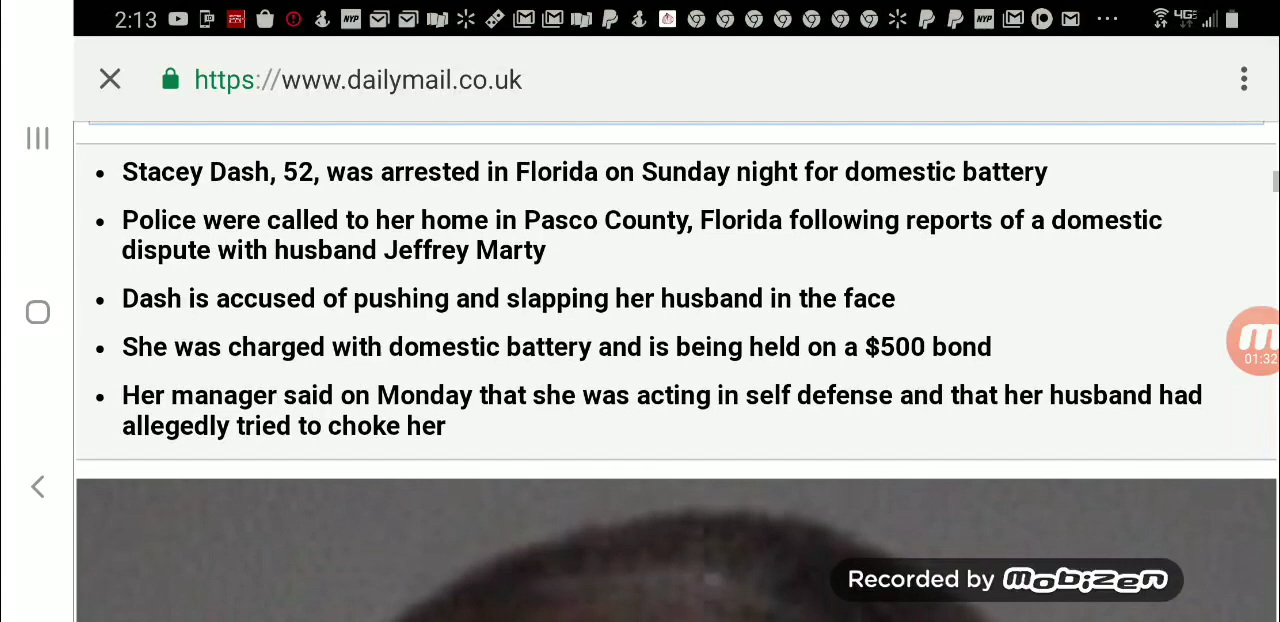 2:13 NYP NYP 4G
https://www.dailymail.co.uk
• Stacey Dash, 52, was arrested in Florida on Sunday night for domestic battery
• Police were called to her home in Pasco County, Florida following reports of a domestic
dispute with husband Jeffrey Marty
• Dash is accused of pushing and slapping her husband in the face
• She was charged with domestic battery and is being held on a $500 bond
01:32
• Her manager said on Monday that she was acting in self defense and that her husband had
allegedly tried to choke her
Recorded by mobizen